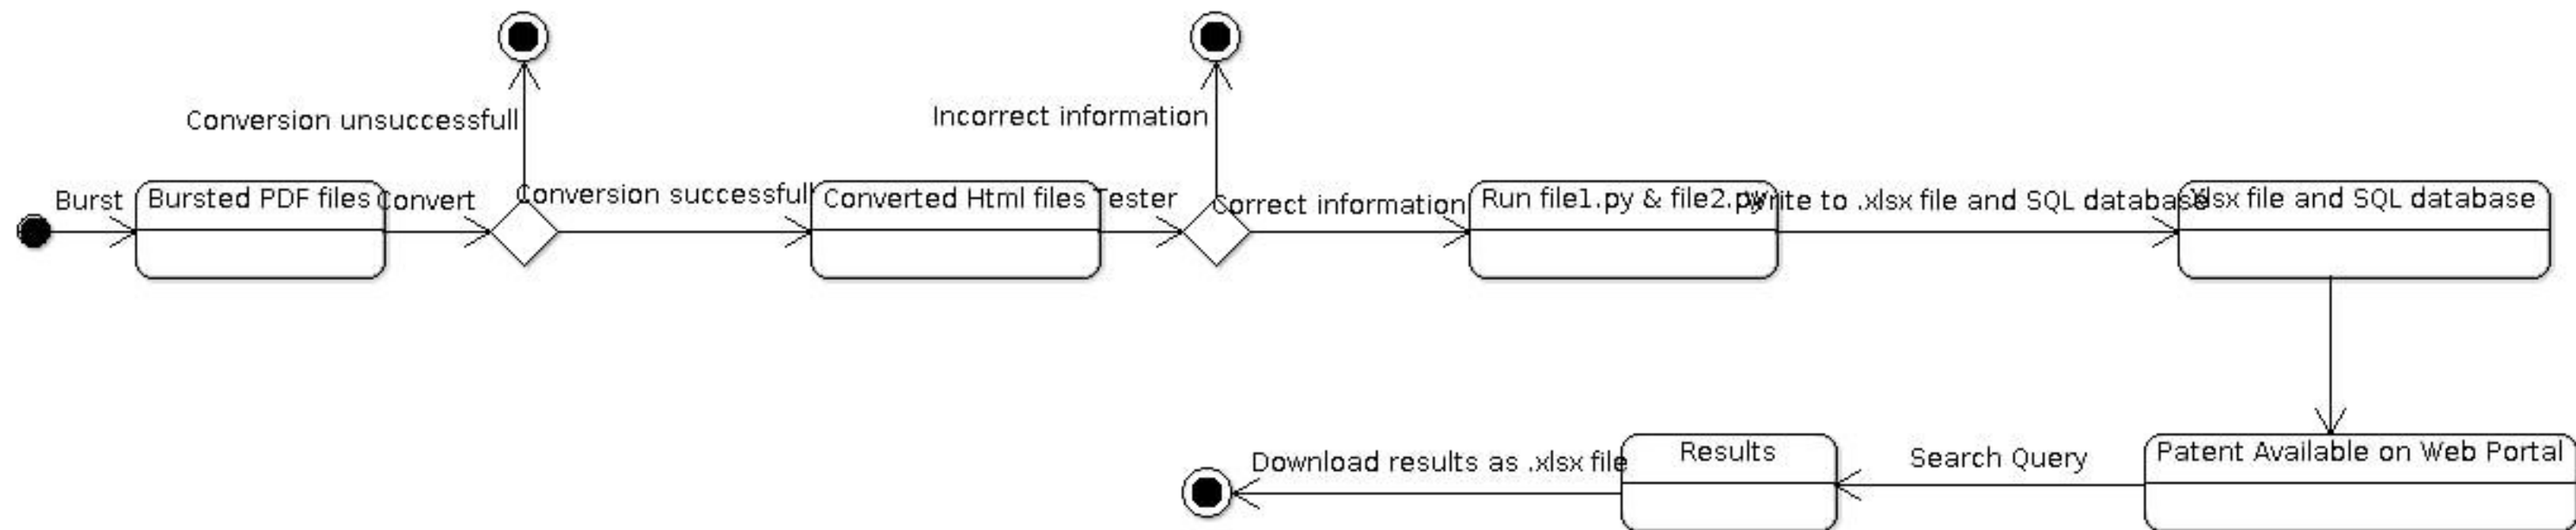 Conversion unsuccessfull
Incorrect information
Burst
Bursted PDF files
Convert
Conversion successfull
Converted Html files
Tester
Correct information
Run file1.py & file2.py
Write to .xlsx file and SQL database
Xlsx file and SQL database
Download results as .xlsx file
Results
Search Query
Patent Available on Web Portal